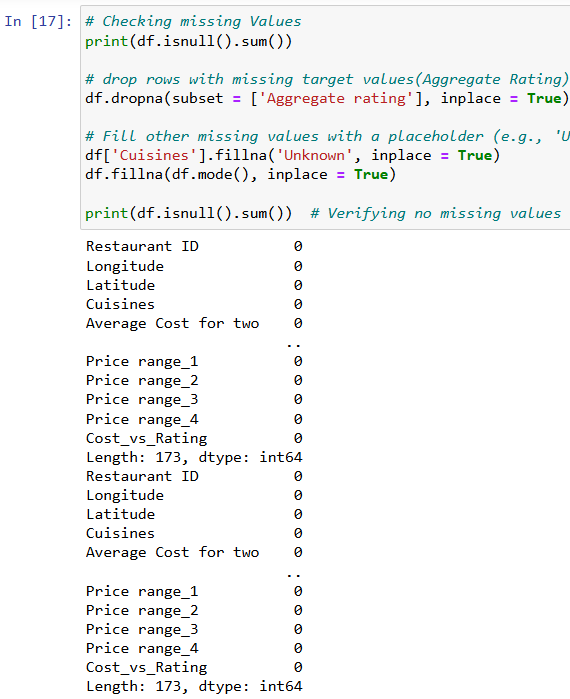 In [17]: # Checking missing Values
print(df.isnull().sum())
# drop rows with missing target values(Aggregate Rating)
df.dropna(subset = ['Aggregate rating'], inplace = True)
# Fill other missing values with a placeholder (e.g., 'U
df['Cuisines'].fillna('Unknown', inplace = True)
df.fillna(df.mode(), inplace = True)
print(df.isnull().sum())  # Verifying no missing values
Restaurant ID 0
Longitude 0
Latitude 0
Cuisines 0
Average Cost for two 0
..
Price range_1 0
Price range_2 0
Price range_3 0
Price range_4 0
Cost_vs_Rating 0
Length: 173, dtype: int64
Restaurant ID 0
Longitude 0
Latitude 0
Cuisines 0
Average Cost for two 0
..
Price range_1 0
Price range_2 0
Price range_3 0
Price range_4 0
Cost_vs_Rating 0
Length: 173, dtype: int64